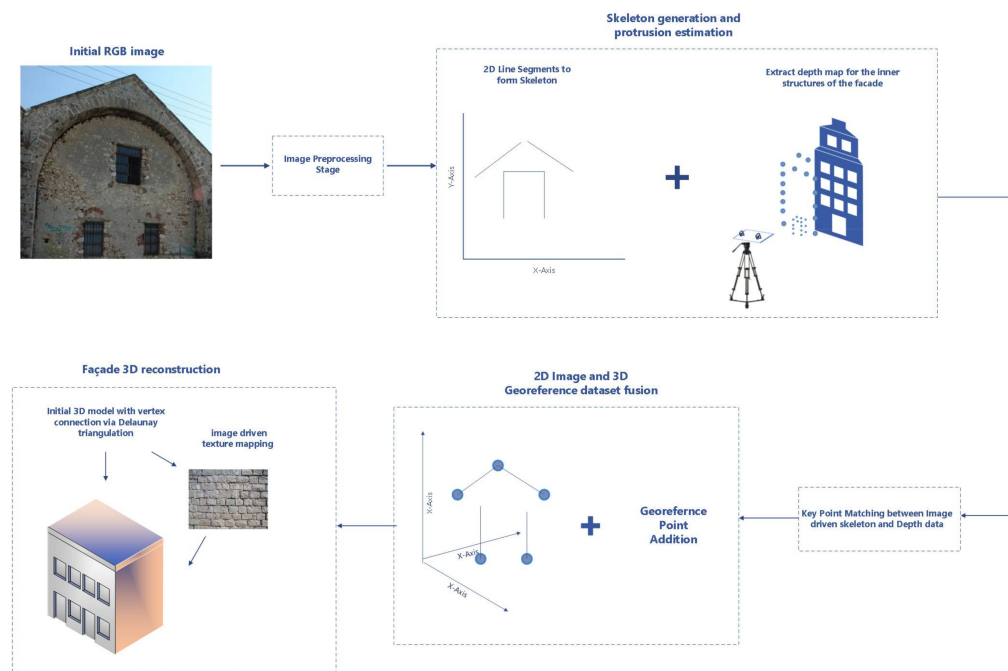 Skeleton generation and
protrusion estimation
Initial RGB image
2D Line Segments to
form Skeleton
Extract depth map for the inner
structures of the facade
Image Preprocessing
Stage
Y-Axis
X-Axis
Façade 3D reconstruction
2D Image and 3D
Georeference dataset fusion
Initial 3D model with vertex
connection via Delaunay
triangulation
image driven
texture mapping
X-Axis
X-Axis
X-Axis
Georefernce
Point
Addition
Key Point Matching between Image
driven skeleton and Depth data